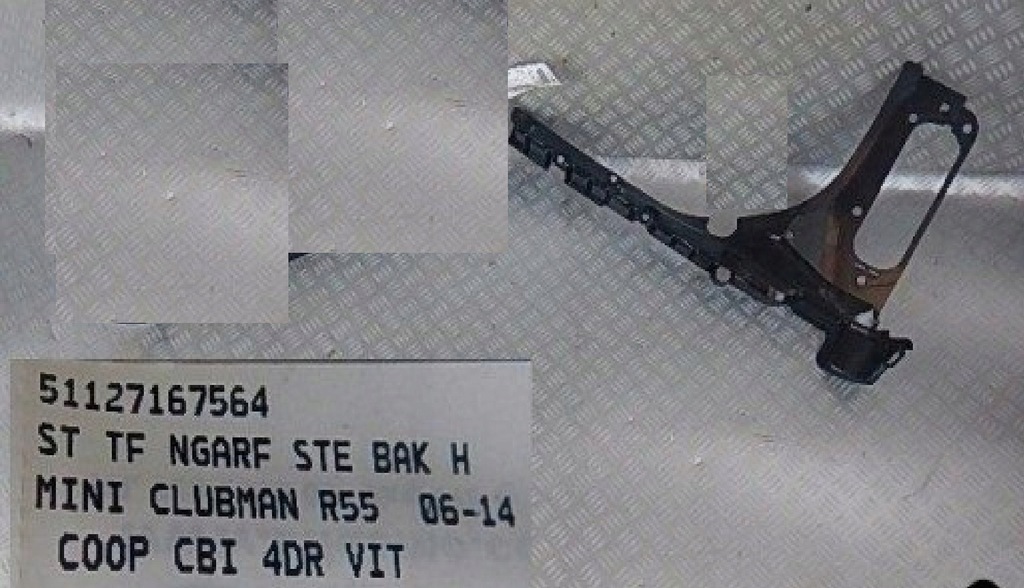 51127167564
ST TF NGARF STE BAK H
MINI CLUBMAN R55 06-14
COOP CBI 4DR VIT